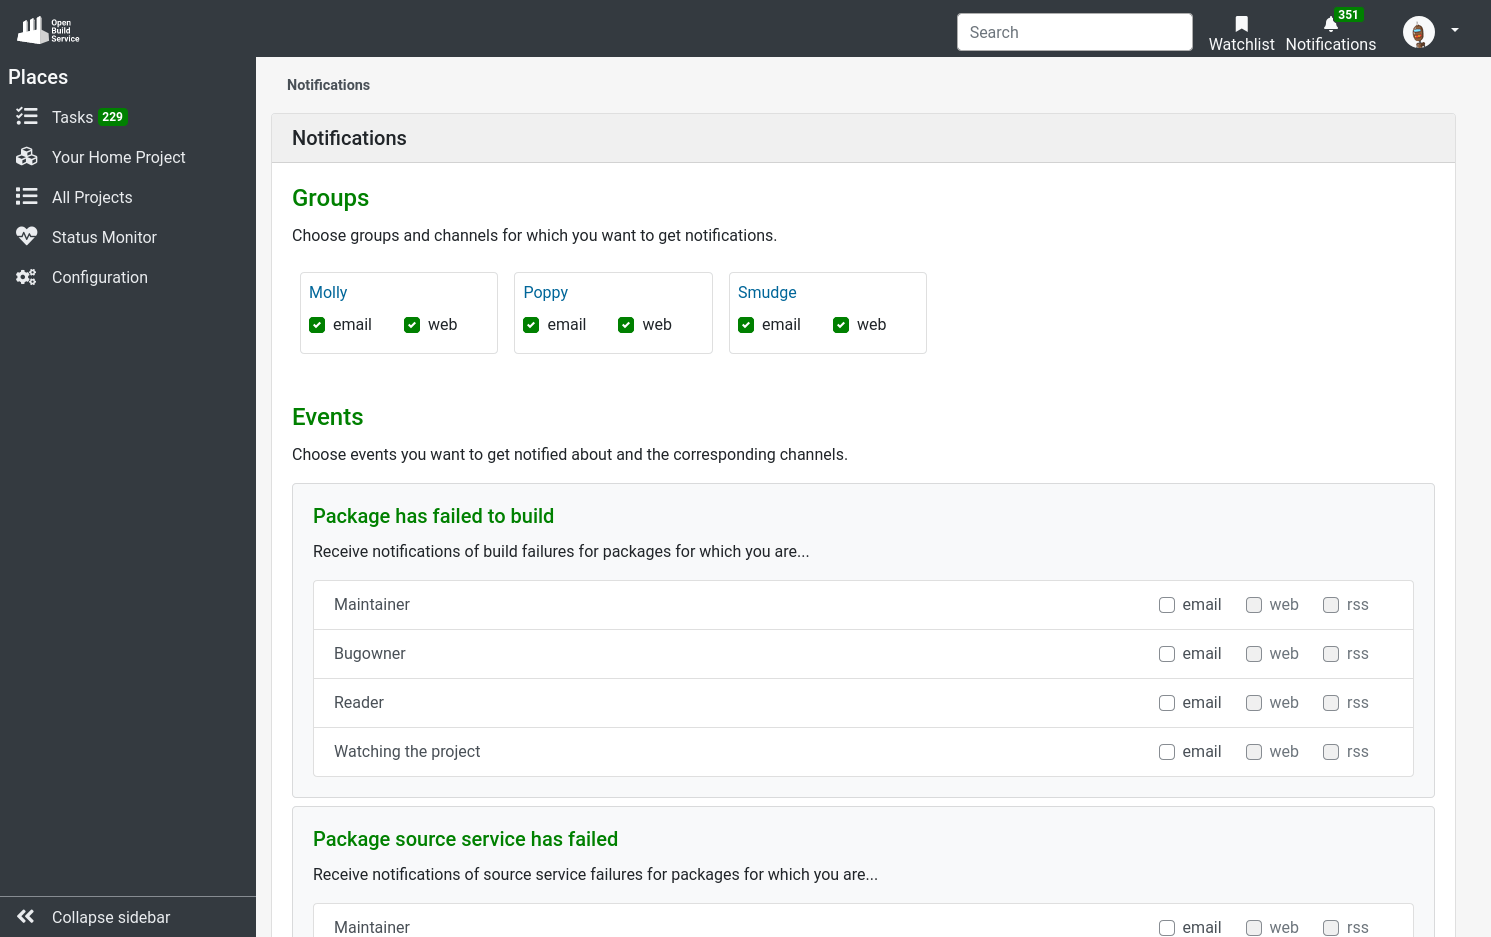 Open
Build
Service
Search
Watchlist
351
Notifications
Places
Tasks 229
Your Home Project
All Projects
Status Monitor
Configuration
Collapse sidebar
Notifications
Notifications
Groups
Choose groups and channels for which you want to get notifications.
Molly
email web
Poppy
email web
Smudge
email web
Events
Choose events you want to get notified about and the corresponding channels.
Package has failed to build
Receive notifications of build failures for packages for which you are...
Maintainer email web rss
Bugowner email web rss
Reader email web rss
Watching the project email web rss
Package source service has failed
Receive notifications of source service failures for packages for which you are...
Maintainer email web rss